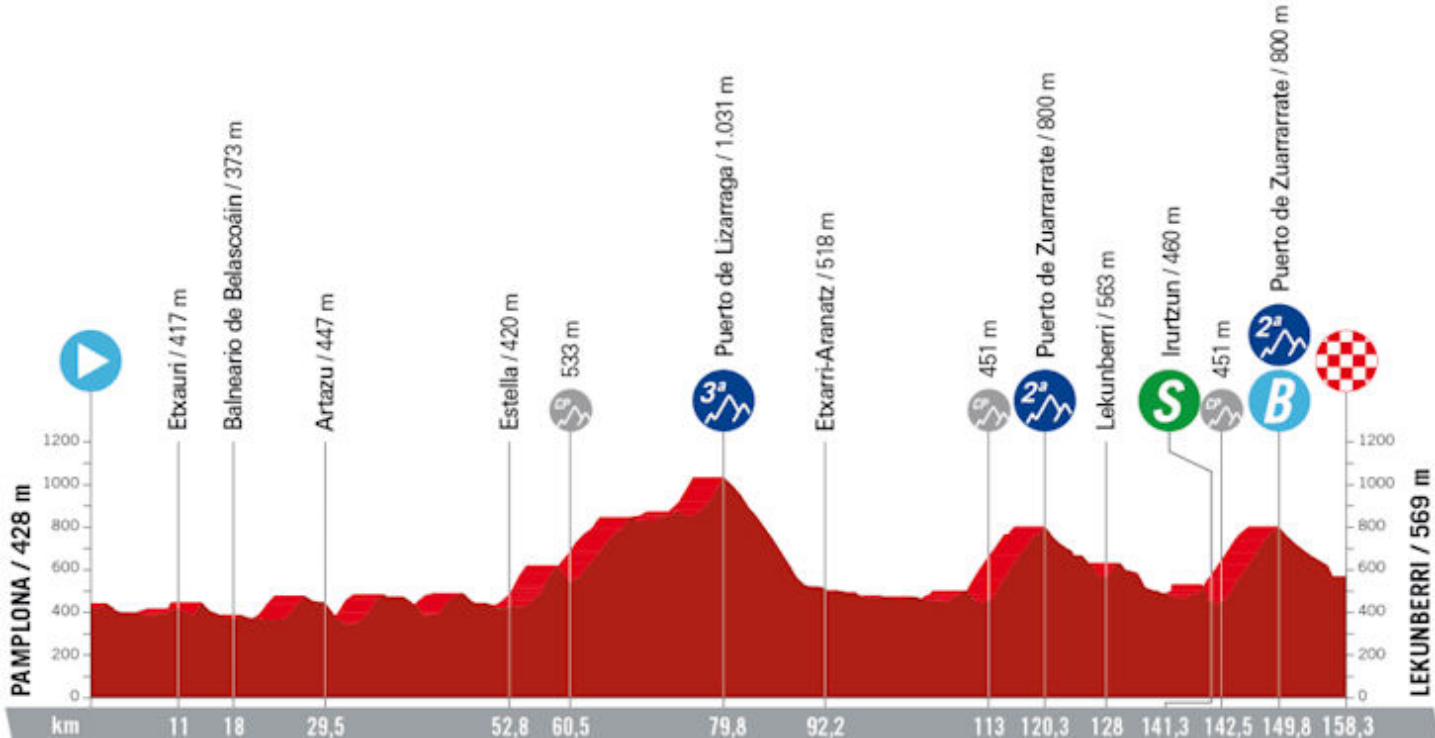 PAMPLONA / 428 m
Etxauri / 417 m
Balneario de Belascoáin / 373 m
Artazu / 447 m
Estella / 420 m
CP
533 m
3ª
Puerto de Lizarraga / 1.031 m
Etxarri-Aranatz / 518 m
CP
451 m
2ª
Puerto de Zuarrarrate / 800 m
Lekunberri / 563 m
S
Irurtzun / 460 m
CP
451 m
2ª
B
Puerto de Zuarrarrate / 800 m
LEKUNBERRI / 569 m
1200
1000
800
600
400
200
0
1200
1000
800
600
400
200
0
km 11 18 29,5 52,8 60,5 79,8 92,2 113 120,3 128 141,3 142,5 149,8 158,3